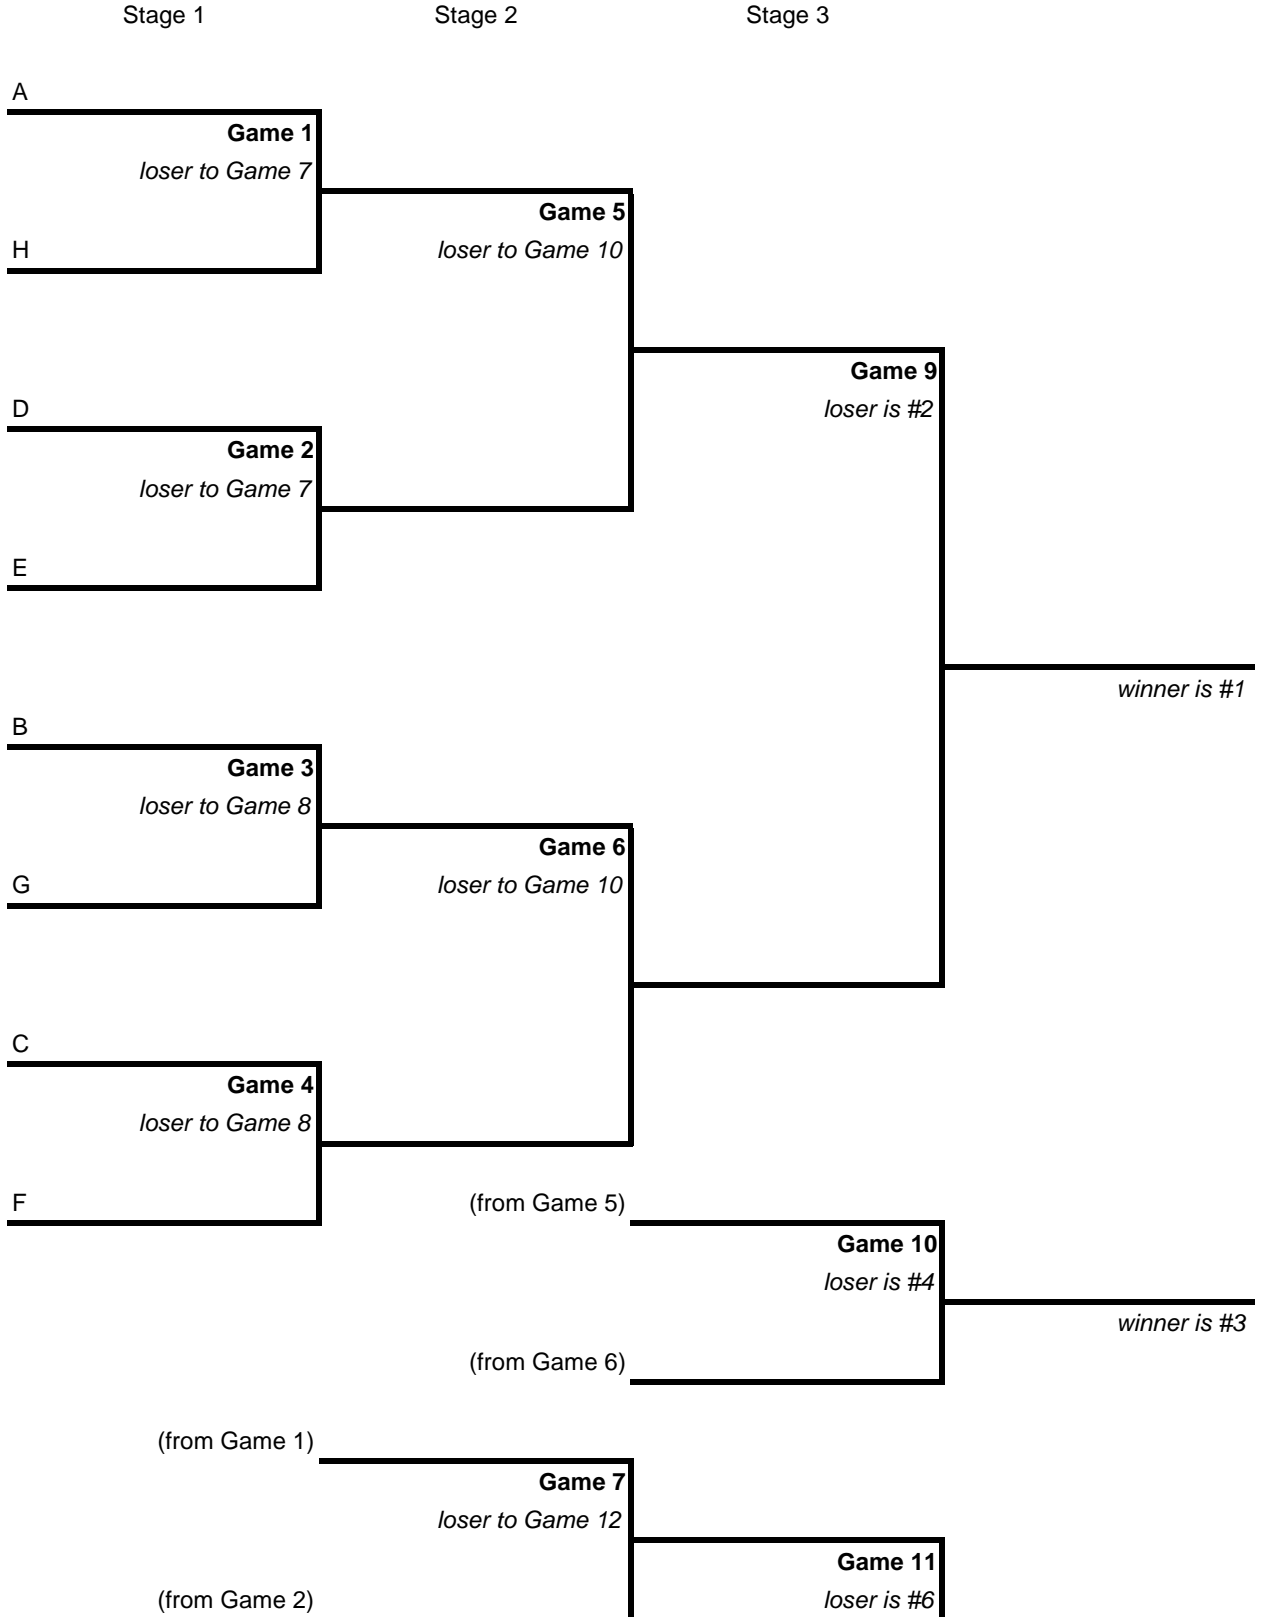 Stage 1 Stage 2 Stage 3
A
Game 1
loser to Game 7
Game 5
H
loser to Game 10
Game 9
D
loser is #2
Game 2
loser to Game 7
E
winner is #1
B
Game 3
loser to Game 8
Game 6
G
loser to Game 10
C
Game 4
loser to Game 8
F
(from Game 5)
Game 10
loser is #4
winner is #3
(from Game 6)
(from Game 1)
Game 7
loser to Game 12
Game 11
(from Game 2)
loser is #6